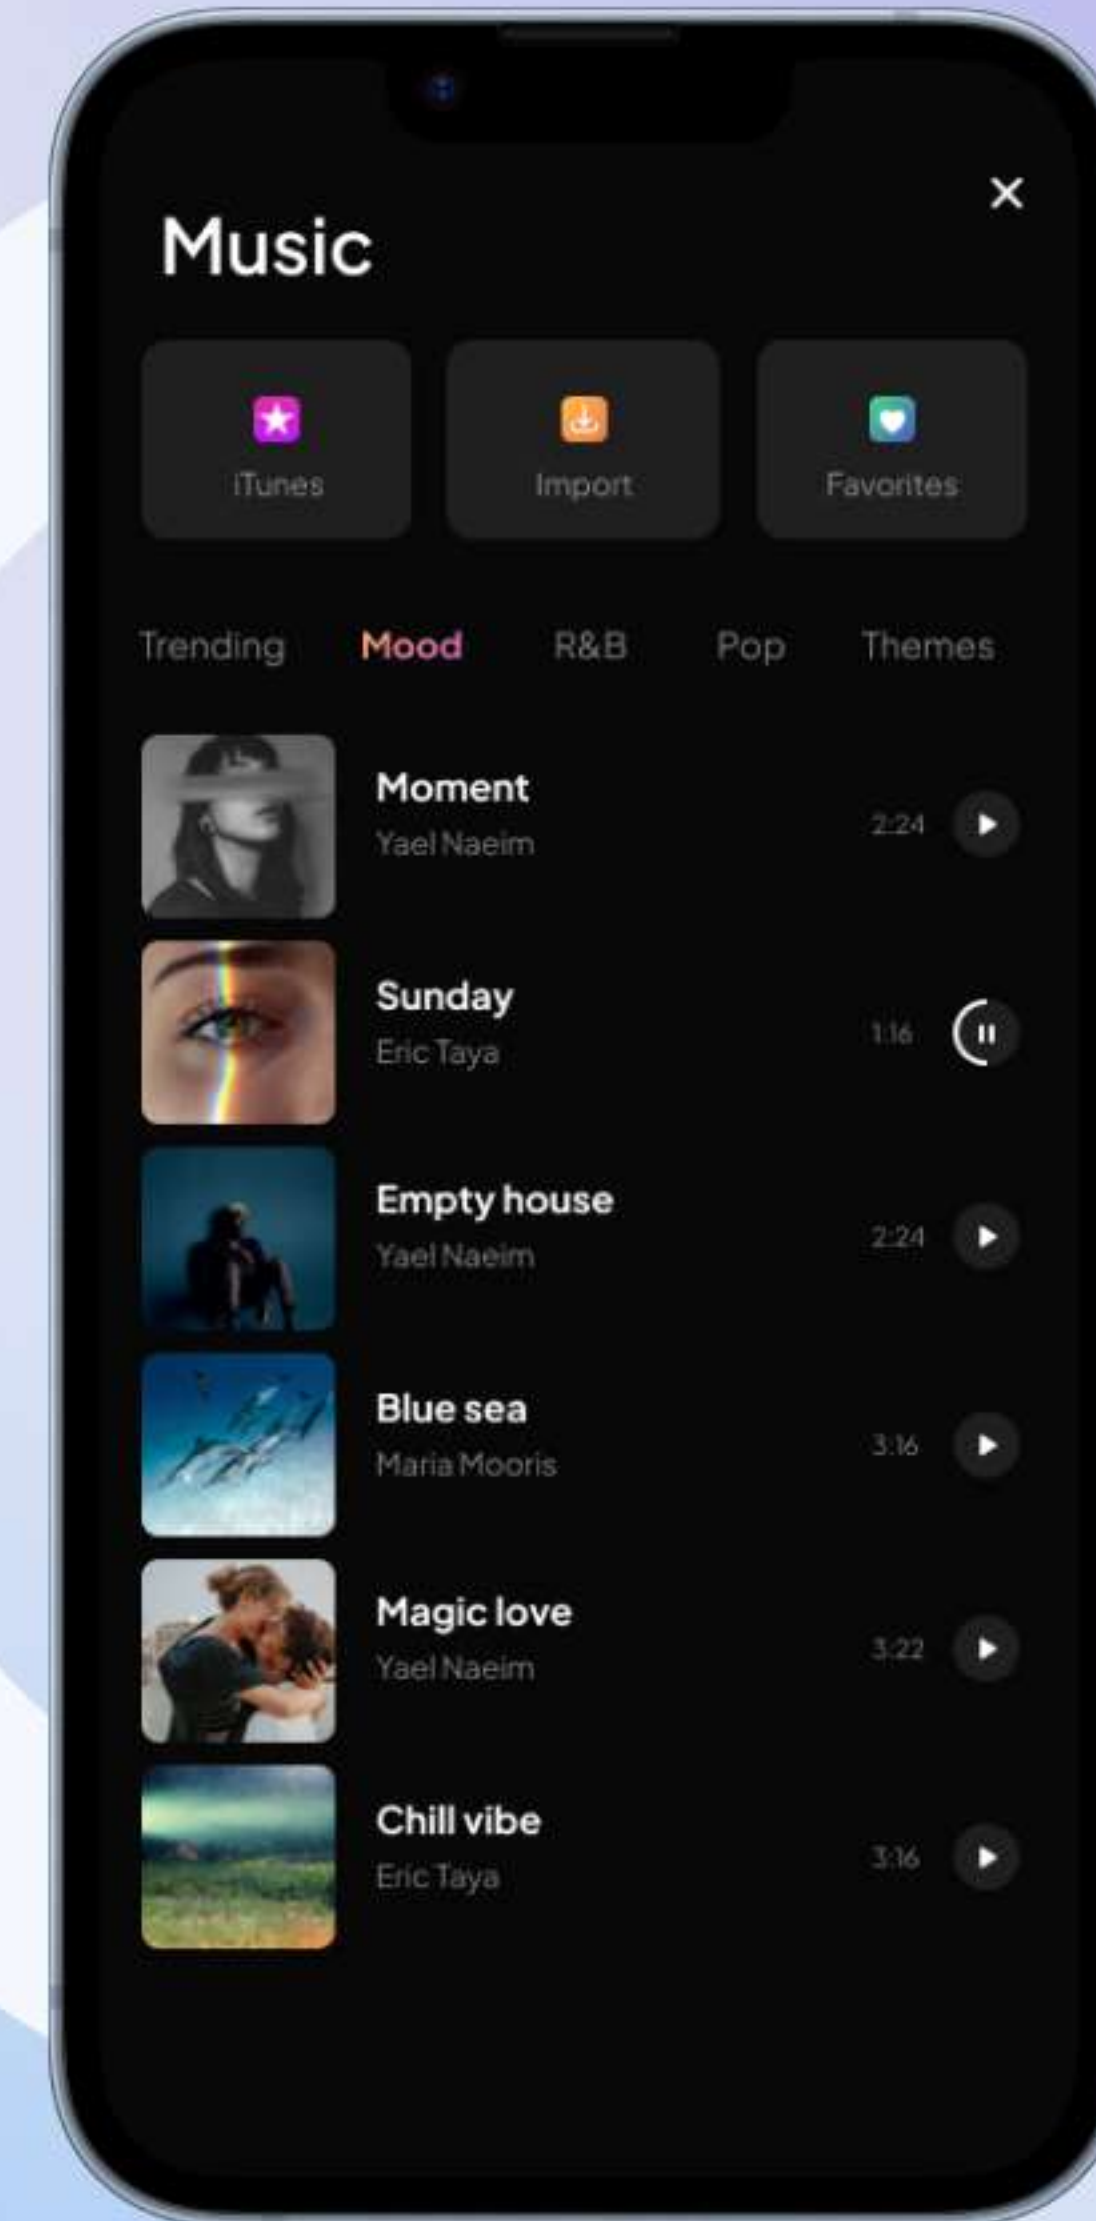 Music
iTunes
Import
Favorites
Trending Mood R&B Pop Themes
Moment
Yael Naeim
2:24
Sunday
Eric Taya
1:16
Empty house
Yael Naeim
2:24
Blue sea
Maria Mooris
3:16
Magic love
Yael Naeim
3:22
Chill vibe
Eric Taya
3:16